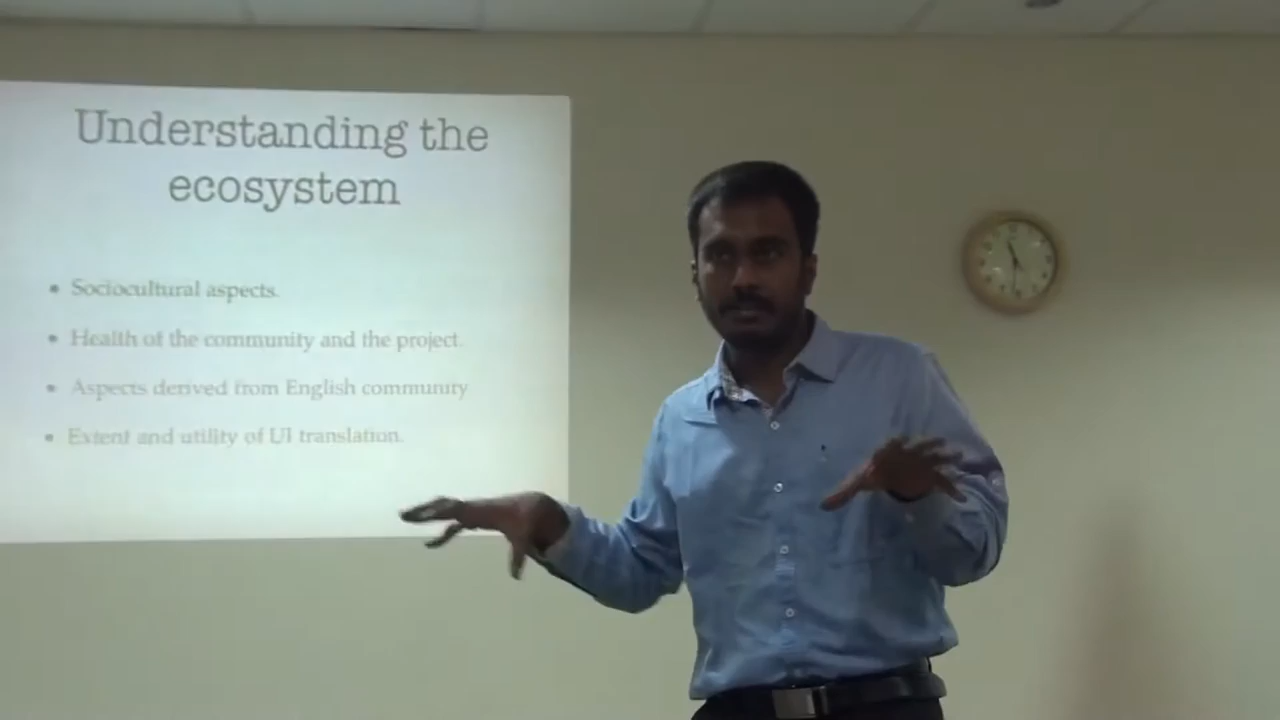 Understanding the
ecosystem
• Sociocultural aspects.
• Health of the community and the project.
• Aspects derived from English community
• Extent and utility of UI translation.